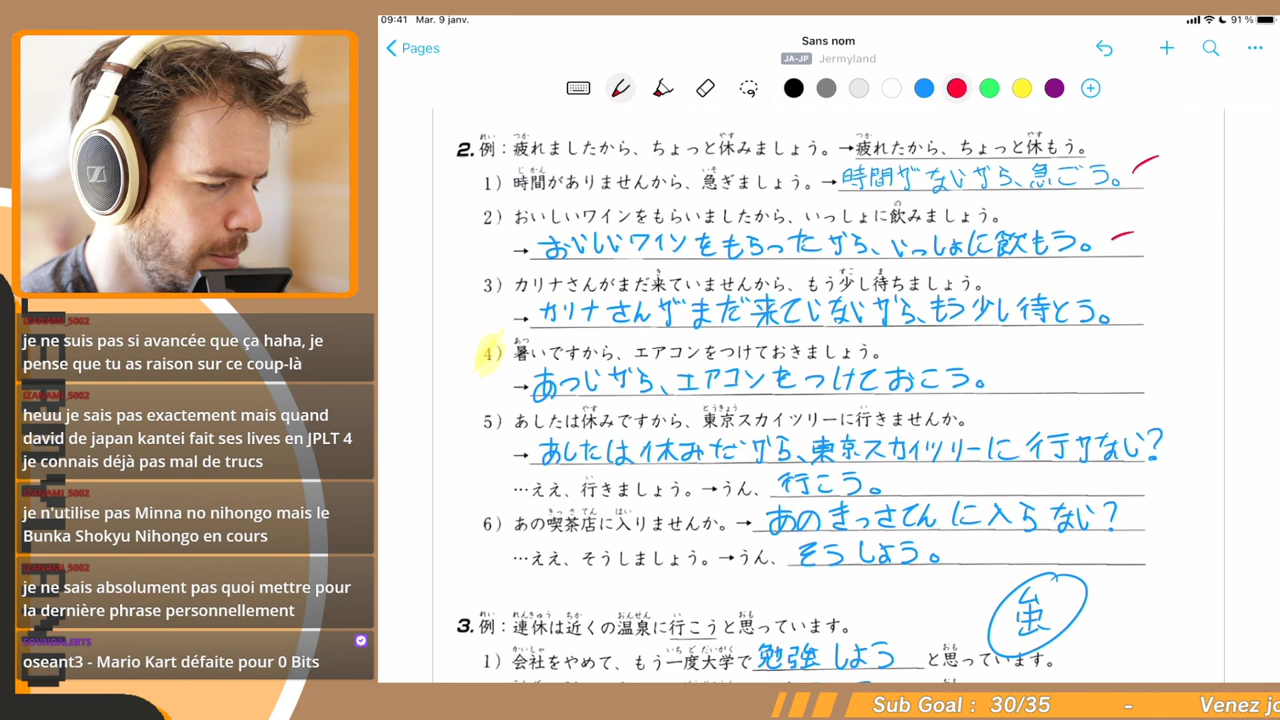 09:41 Mar. 9 janv.
91 %
Pages
Sans nom
JA-JP Jermyland
2. 例：疲れましたから、ちょっと休みましょう。→疲れたから、ちょっと休もう。
1）時間がありませんから、急ぎましょう。→時間がないから、急ごう。
2）おいしいワインをもらいましたから、いっしょに飲みましょう。
→おいしいワインをもらったから、いっしょに飲もう。
3）カリナさんがまだ来ていませんから、もう少し待ちましょう。
→カリナさんがまだ来ていないから、もう少し待とう。
4）暑いですから、エアコンをつけておきましょう。
→あついから、エアコンをつけておこう。
5）あしたは休みですから、東京スカイツリーに行きませんか。
→あしたは休みだから、東京スカイツリーに行かない？
…ええ、行きましょう。→うん、行こう。
6）あの喫茶店に入りませんか。→あのきっさてんに入らない？
…ええ、そうしましょう。→うん、そうしよう。
3. 例：連休は近くの温泉に行こうと思っています。
1）会社をやめて、もう一度大学で勉強しようと思っています。
IZANAMI_5002
je ne suis pas si avancée que ça haha, je
pense que tu as raison sur ce coup-là
IZANAMI_5002
heuu je sais pas exactement mais quand
david de japan kantei fait ses lives en JPLT 4
je connais déjà pas mal de trucs
IZANAMI_5002
je n'utilise pas Minna no nihongo mais le
Bunka Shokyu Nihongo en cours
IZANAMI_5002
je ne sais absolument pas quoi mettre pour
la dernière phrase personnellement
SOUNDALERTS
oseant3 - Mario Kart défaite pour 0 Bits
Sub Goal : 30/35 - Venez jo